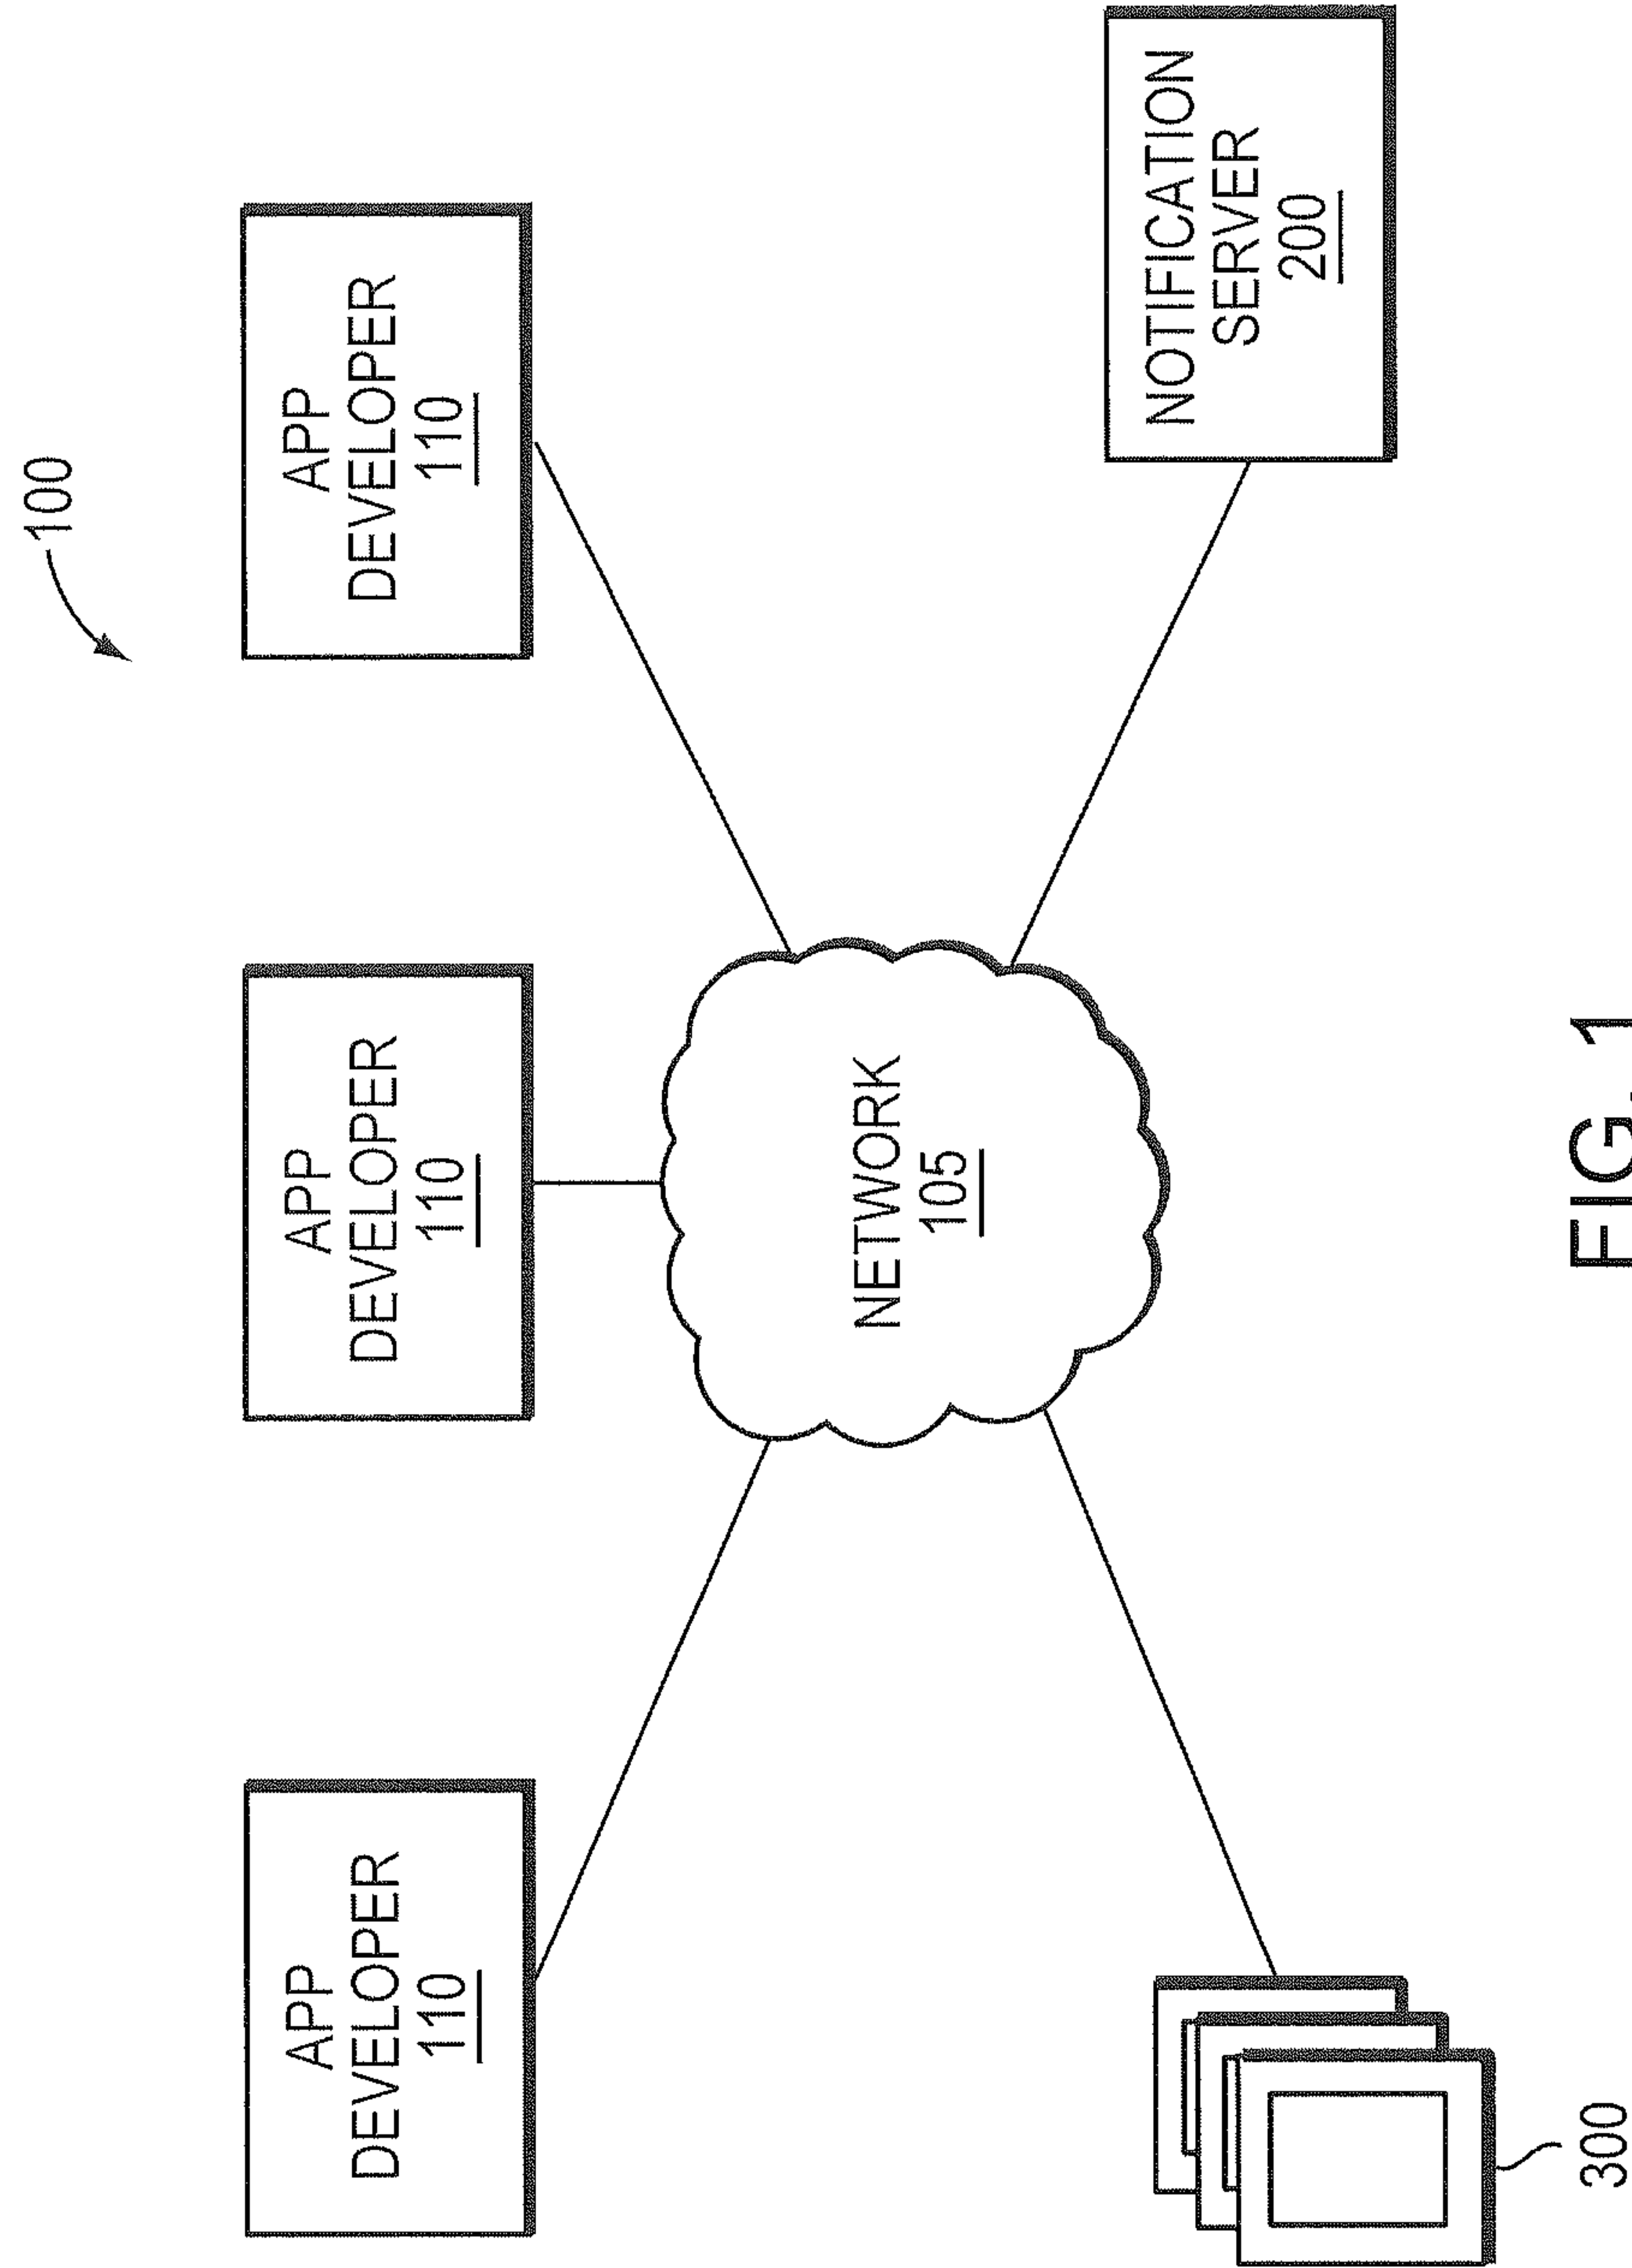 100
APP
DEVELOPER
110
APP
DEVELOPER
110
APP
DEVELOPER
110
NETWORK
105
300
NOTIFICATION
SERVER
200
FIG. 1